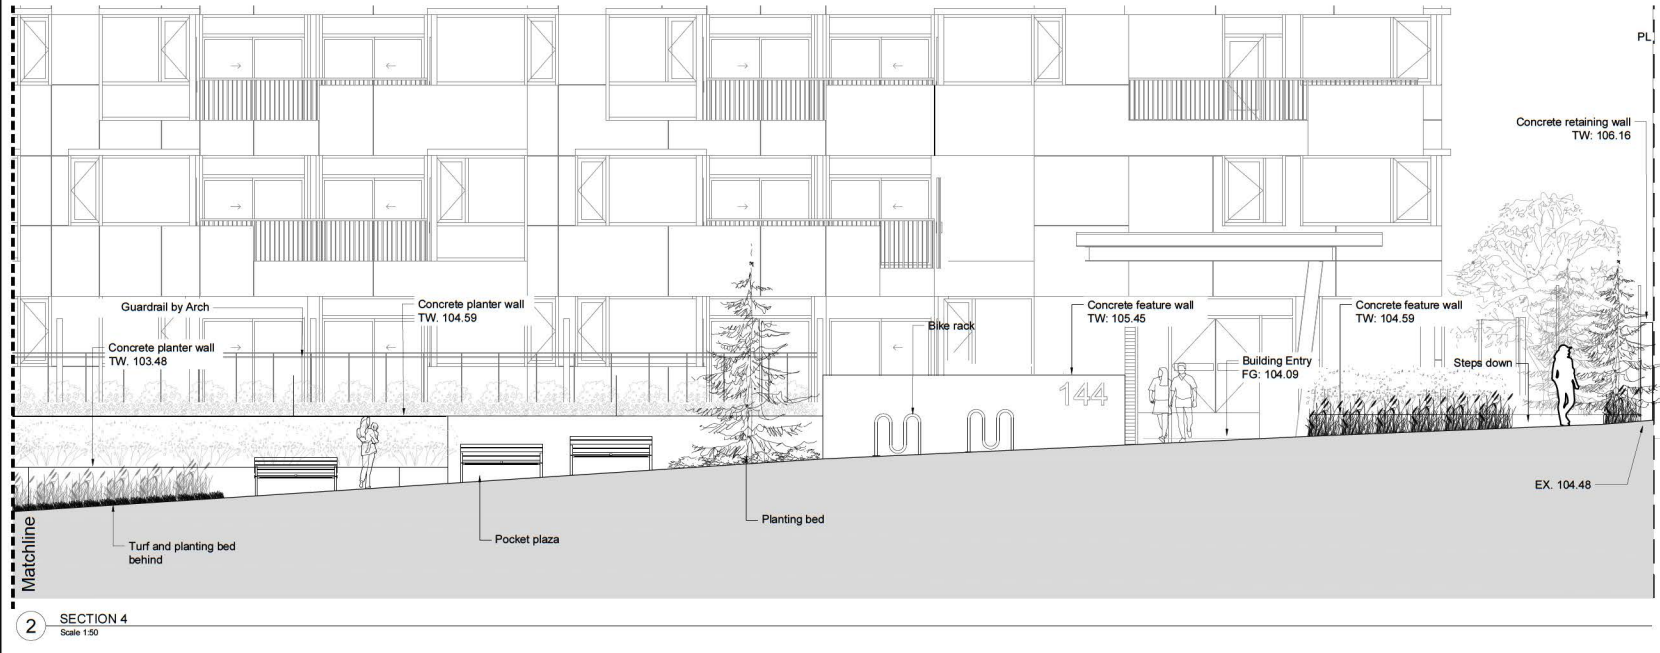 PL
Concrete retaining wall
TW: 106.16
Guardrail by Arch
Concrete planter wall
TW. 104.59
Bike rack
Concrete feature wall
TW: 105.45
Concrete feature wall
TW: 104.59
Concrete planter wall
TW. 103.48
Building Entry
FG: 104.09
Steps down
144
EX. 104.48
Planting bed
Pocket plaza
Turf and planting bed
behind
Matchline
2
SECTION 4
Scale 1:50